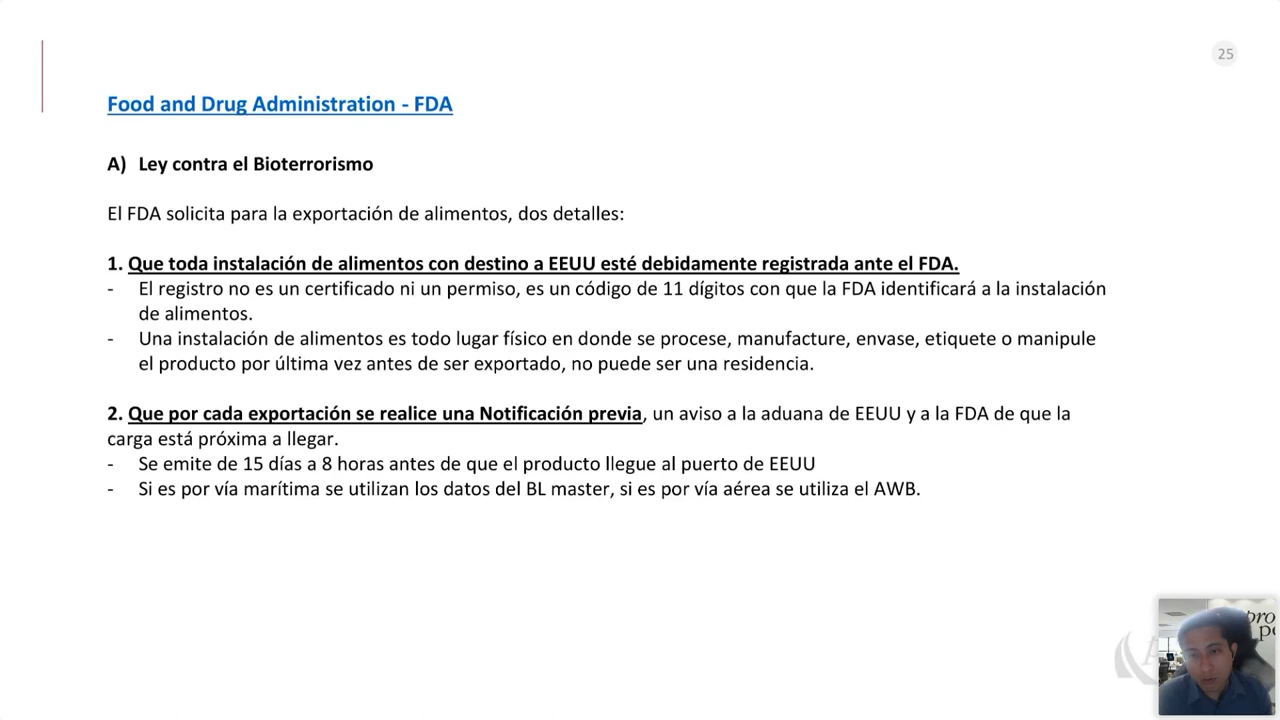 25
Food and Drug Administration - FDA
A) Ley contra el Bioterrorismo
El FDA solicita para la exportación de alimentos, dos detalles:
1. Que toda instalación de alimentos con destino a EEUU esté debidamente registrada ante el FDA.
- El registro no es un certificado ni un permiso, es un código de 11 dígitos con que la FDA identificará a la instalación
de alimentos.
- Una instalación de alimentos es todo lugar físico en donde se procese, manufacture, envase, etiquete o manipule
el producto por última vez antes de ser exportado, no puede ser una residencia.
2. Que por cada exportación se realice una Notificación previa, un aviso a la aduana de EEUU y a la FDA de que la
carga está próxima a llegar.
- Se emite de 15 días a 8 horas antes de que el producto llegue al puerto de EEUU
- Si es por vía marítima se utilizan los datos del BL master, si es por vía aérea se utiliza el AWB.